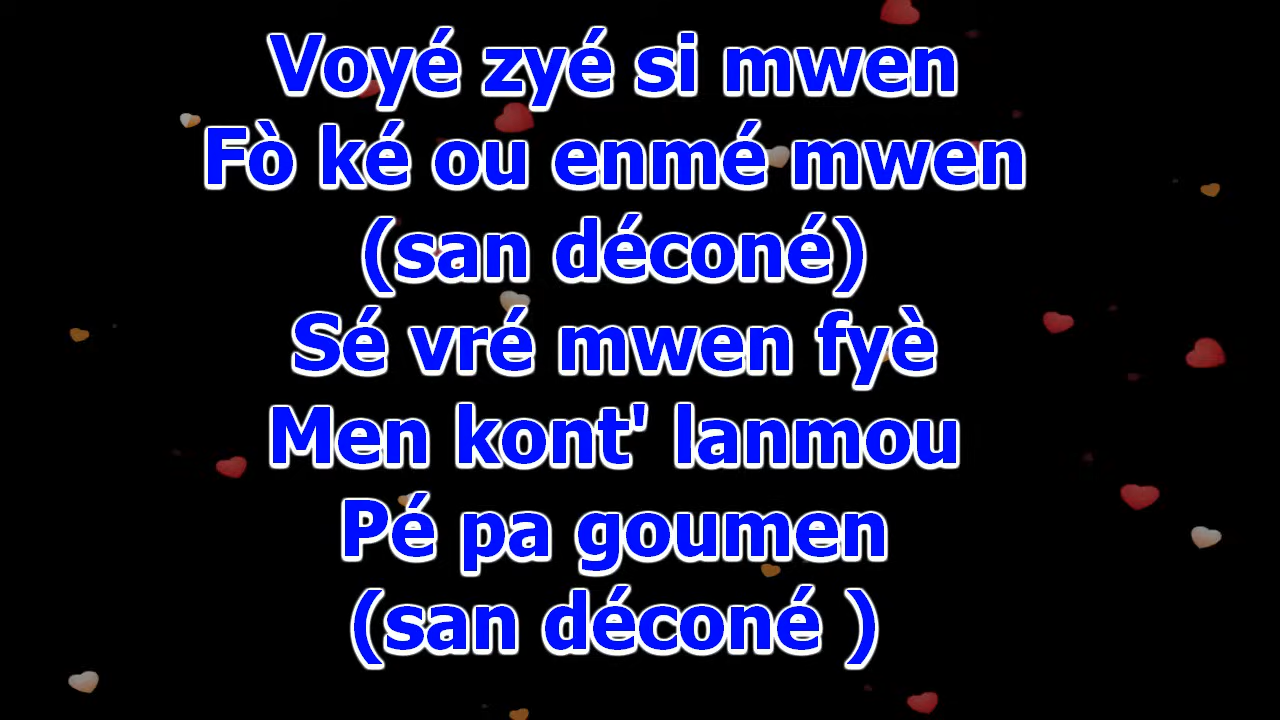 Voyé zyé si mwen
Fò ké ou enmé mwen
(san déconé)
Sé vré mwen fyè
Men kont' lanmou
Pé pa goumen
(san déconé )